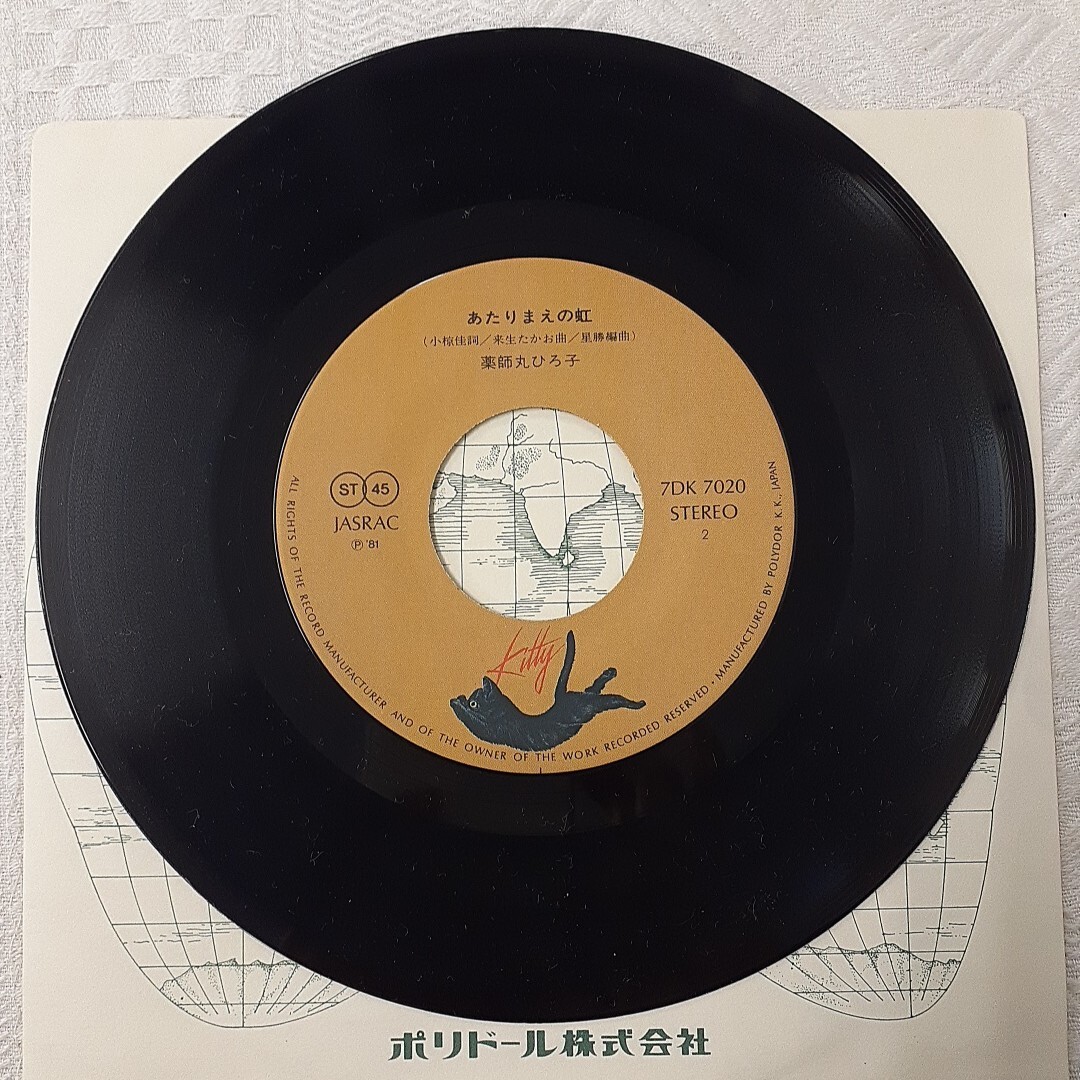 あたりまえの虹
(小椋佳詞/来生たかお曲/星勝編曲)
薬師丸ひろ子
ST 45
JASRAC
Ⓟ '81
7DK 7020
STEREO
2
Kitty
ALL RIGHTS OF THE RECORD MANUFACTURER AND OF THE OWNER OF THE WORK RECORDED RESERVED · MANUFACTURED BY POLYDOR K.K., JAPAN
ポリドール株式会社